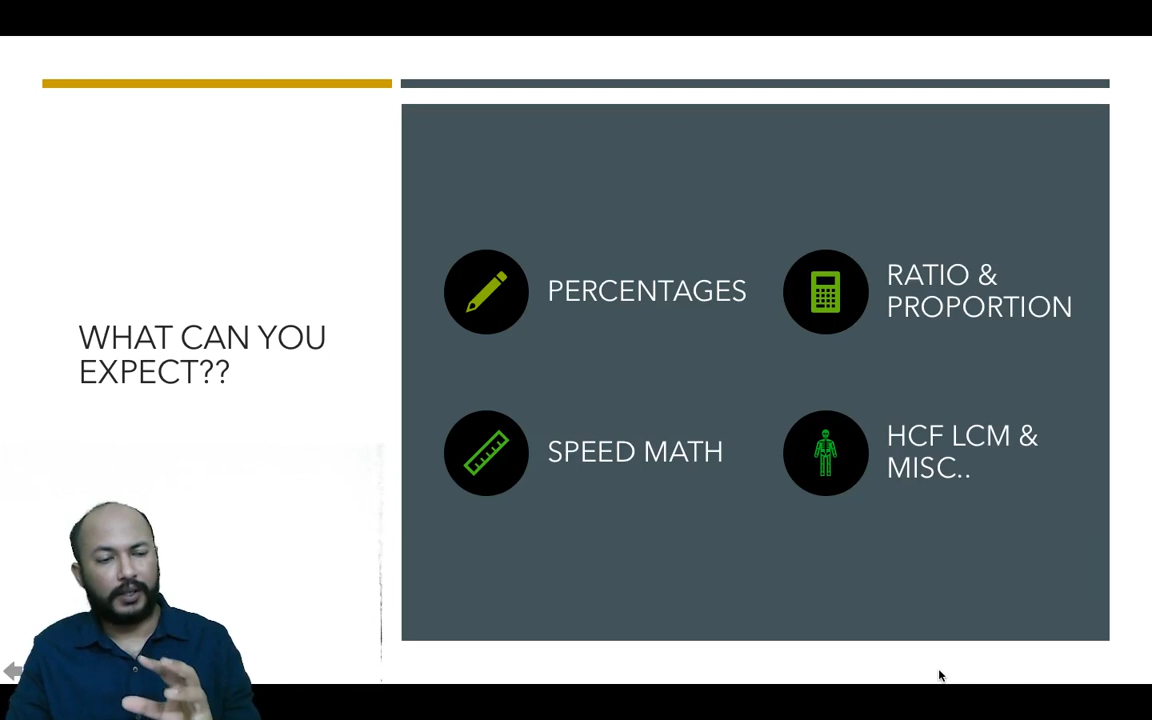 WHAT CAN YOU
EXPECT??
PERCENTAGES
RATIO &
PROPORTION
SPEED MATH
HCF LCM &
MISC..